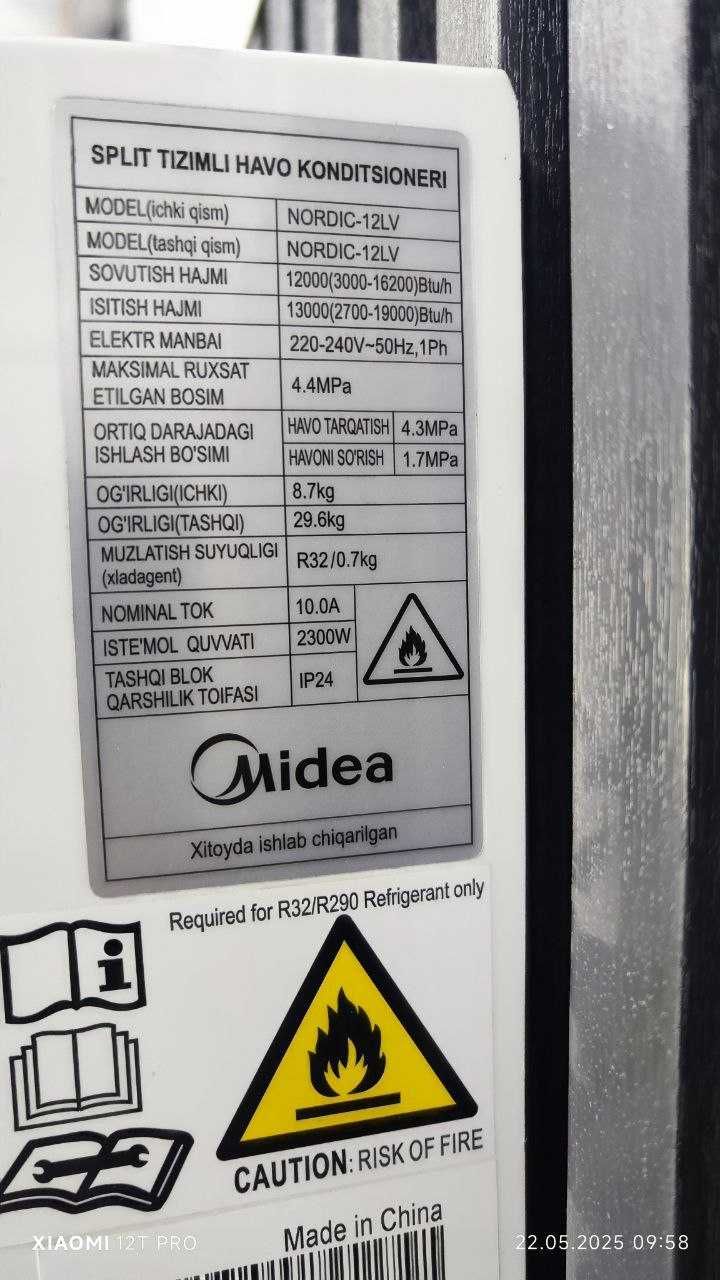 SPLIT TIZIMLI HAVO KONDITSIONERI
MODEL(ichki qism) NORDIC-12LV
MODEL(tashqi qism) NORDIC-12LV
SOVUTISH HAJMI 12000(3000-16200)Btu/h
ISITISH HAJMI 13000(2700-19000)Btu/h
ELEKTR MANBAI 220-240V~50Hz,1Ph
MAKSIMAL RUXSAT
ETILGAN BOSIM 4.4MPa
ORTIQ DARAJADAGI
ISHLASH BO'SIMI
HAVO TARQATISH 4.3MPa
HAVONI SO'RISH 1.7MPa
OG'IRLIGI(ICHKI) 8.7kg
OG'IRLIGI(TASHQI) 29.6kg
MUZLATISH SUYUQLIGI
(xladagent) R32/0.7kg
NOMINAL TOK 10.0A
ISTE'MOL QUVVATI 2300W
TASHQI BLOK
QARSHILIK TOIFASI IP24
Midea
Xitoyda ishlab chiqarilgan
Required for R32/R290 Refrigerant only
CAUTION: RISK OF FIRE
Made in China
XIAOMI 12T PRO
22.05.2025 09:58